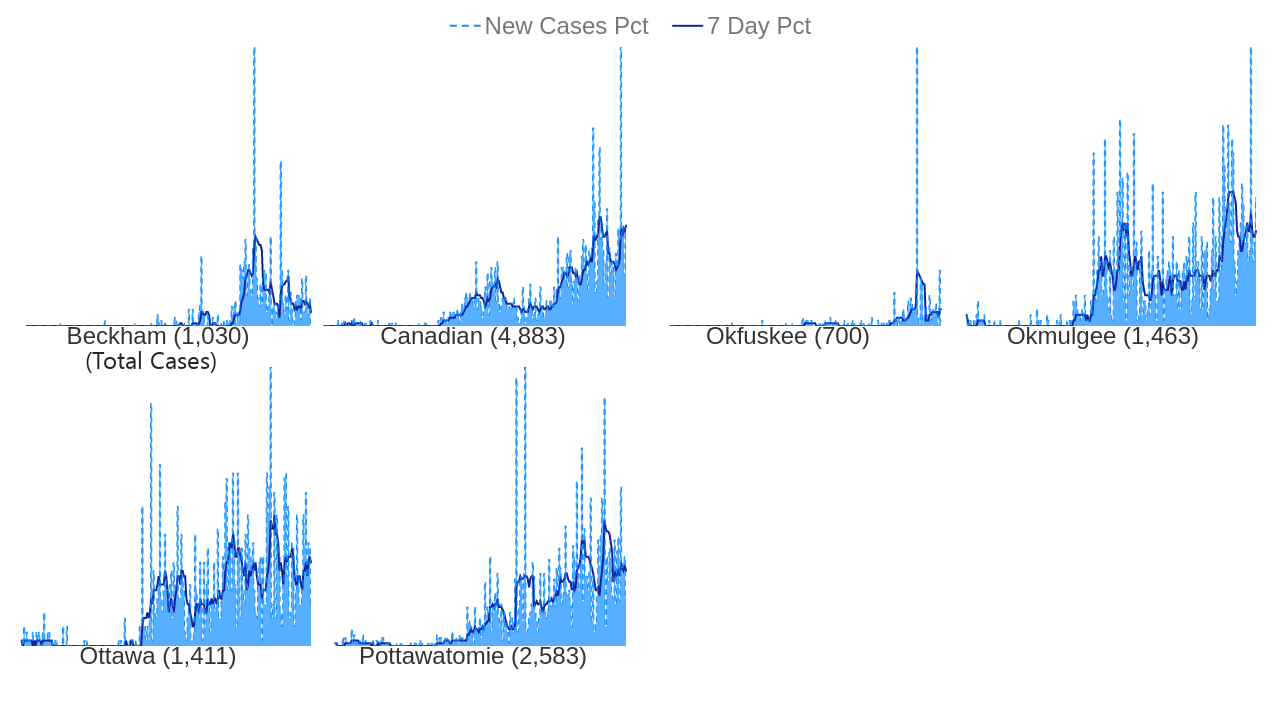 New Cases Pct 7 Day Pct
Beckham (1,030) Canadian (4,883) Okfuskee (700) Okmulgee (1,463)
(Total Cases)
Ottawa (1,411) Pottawatomie (2,583)